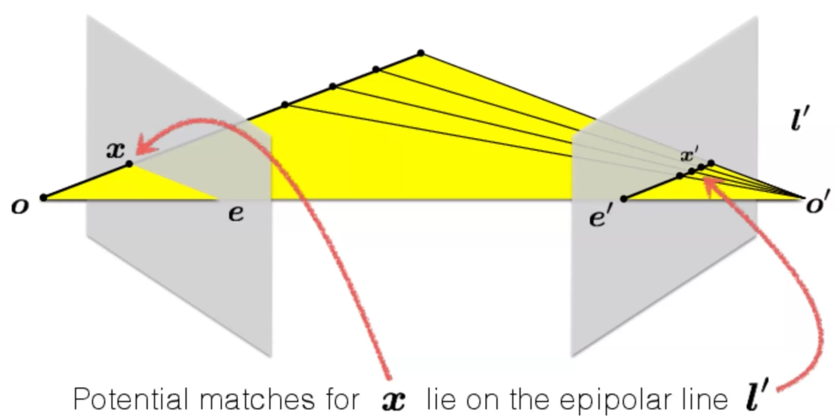 l′
x
x′
o
e
e′
o′
Potential matches for x lie on the epipolar line l′